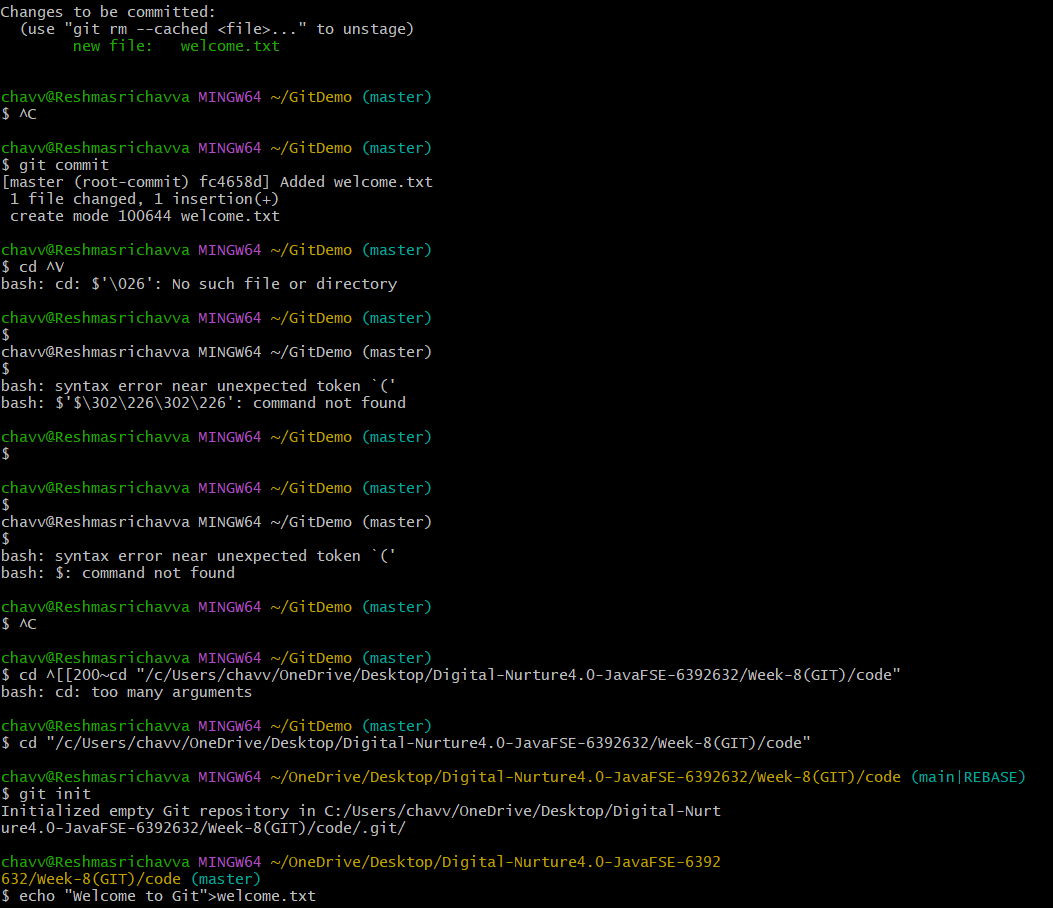 Changes to be committed:
  (use "git rm --cached <file>..." to unstage)
        new file:   welcome.txt
chavv@Reshmasrichavva MINGW64 ~/GitDemo (master)
$ ^C
chavv@Reshmasrichavva MINGW64 ~/GitDemo (master)
$ git commit
[master (root-commit) fc4658d] Added welcome.txt
 1 file changed, 1 insertion(+)
 create mode 100644 welcome.txt
chavv@Reshmasrichavva MINGW64 ~/GitDemo (master)
$ cd ^V
bash: cd: $'\026': No such file or directory
chavv@Reshmasrichavva MINGW64 ~/GitDemo (master)
$
chavv@Reshmasrichavva MINGW64 ~/GitDemo (master)
$
bash: syntax error near unexpected token `('
bash: $'$\302\226\302\226': command not found
chavv@Reshmasrichavva MINGW64 ~/GitDemo (master)
$
chavv@Reshmasrichavva MINGW64 ~/GitDemo (master)
$
chavv@Reshmasrichavva MINGW64 ~/GitDemo (master)
$
bash: syntax error near unexpected token `('
bash: $: command not found
chavv@Reshmasrichavva MINGW64 ~/GitDemo (master)
$ ^C
chavv@Reshmasrichavva MINGW64 ~/GitDemo (master)
$ cd ^[[200~cd "/c/Users/chavv/OneDrive/Desktop/Digital-Nurture4.0-JavaFSE-6392632/Week-8(GIT)/code"
bash: cd: too many arguments
chavv@Reshmasrichavva MINGW64 ~/GitDemo (master)
$ cd "/c/Users/chavv/OneDrive/Desktop/Digital-Nurture4.0-JavaFSE-6392632/Week-8(GIT)/code"
chavv@Reshmasrichavva MINGW64 ~/OneDrive/Desktop/Digital-Nurture4.0-JavaFSE-6392632/Week-8(GIT)/code (main|REBASE)
$ git init
Initialized empty Git repository in C:/Users/chavv/OneDrive/Desktop/Digital-Nurt
ure4.0-JavaFSE-6392632/Week-8(GIT)/code/.git/
chavv@Reshmasrichavva MINGW64 ~/OneDrive/Desktop/Digital-Nurture4.0-JavaFSE-6392
632/Week-8(GIT)/code (master)
$ echo "Welcome to Git">welcome.txt